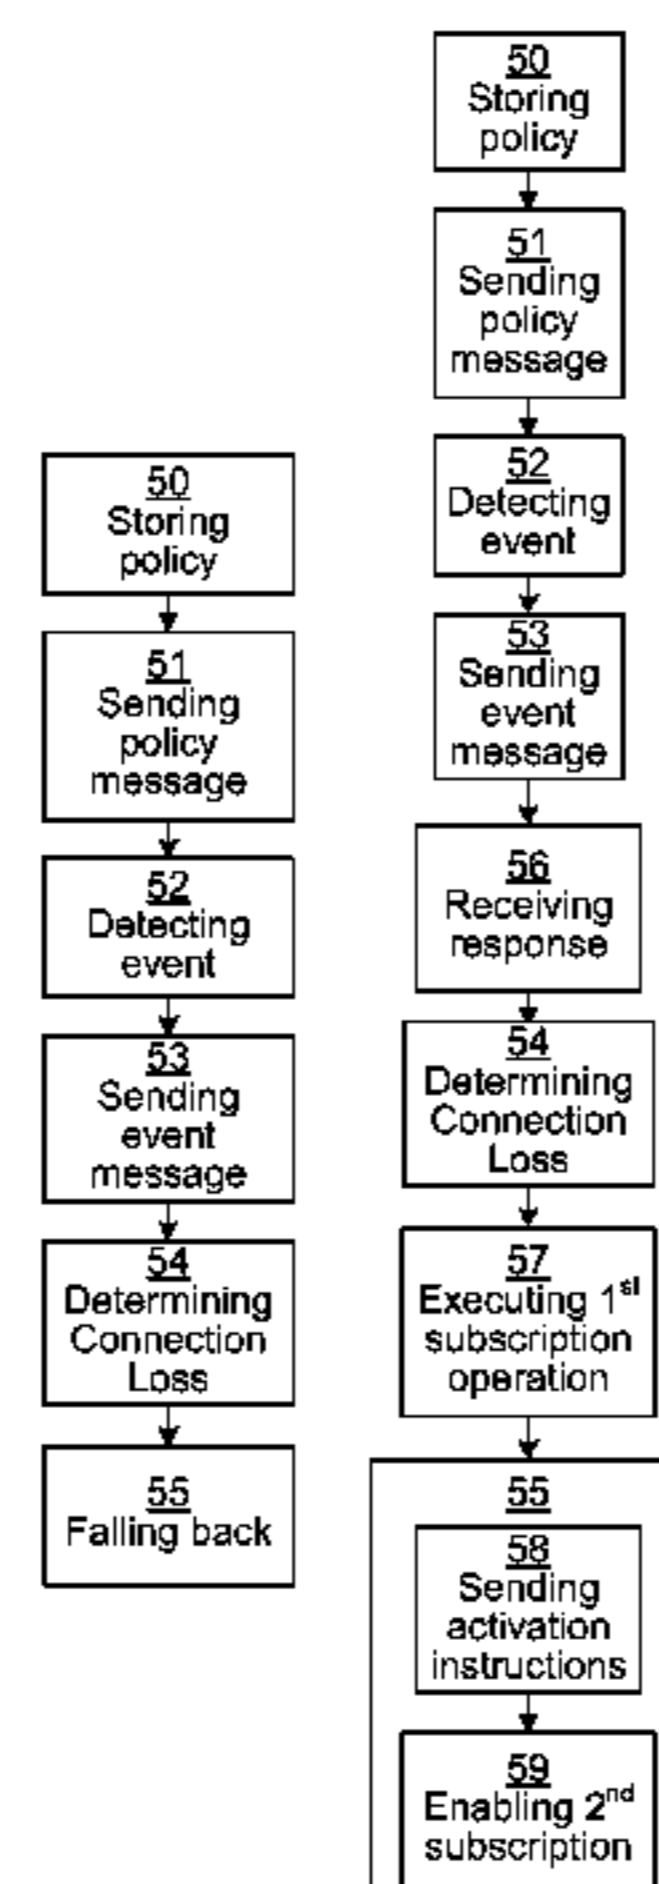 50
Storing
policy
51
Sending
policy
message
52
Detecting
event
53
Sending
event
message
54
Determining
Connection
Loss
55
Falling back
50
Storing
policy
51
Sending
policy
message
52
Detecting
event
53
Sending
event
message
56
Receiving
response
54
Determining
Connection
Loss
57
Executing 1st
subscription
operation
55
58
Sending
activation
instructions
59
Enabling 2nd
subscription